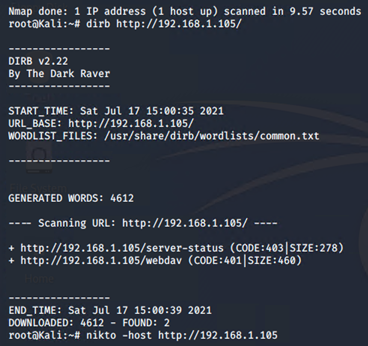 Nmap done: 1 IP address (1 host up) scanned in 9.57 seconds
root@Kali:~# dirb http://192.168.1.105/
-----------------
DIRB v2.22
By The Dark Raver
-----------------
START_TIME: Sat Jul 17 15:00:35 2021
URL_BASE: http://192.168.1.105/
WORDLIST_FILES: /usr/share/dirb/wordlists/common.txt
-----------------
GENERATED WORDS: 4612
---- Scanning URL: http://192.168.1.105/ ----
+ http://192.168.1.105/server-status (CODE:403|SIZE:278)
+ http://192.168.1.105/webdav (CODE:401|SIZE:460)
-----------------
END_TIME: Sat Jul 17 15:00:39 2021
DOWNLOADED: 4612 - FOUND: 2
root@Kali:~# nikto -host http://192.168.1.105